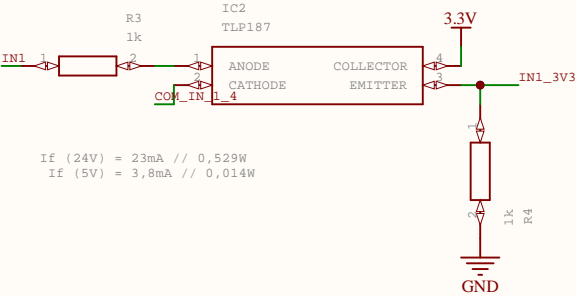 IC2
R3
TLP187
1k
3.3V
IN1
1
2
1
ANODE
COLLECTOR
4
2
CATHODE
EMITTER
3
IN1_3V3
COM_IN_1_4
1
If (24V) = 23mA // 0,529W
If (5V) = 3,8mA // 0,014W
2
1k
R4
GND